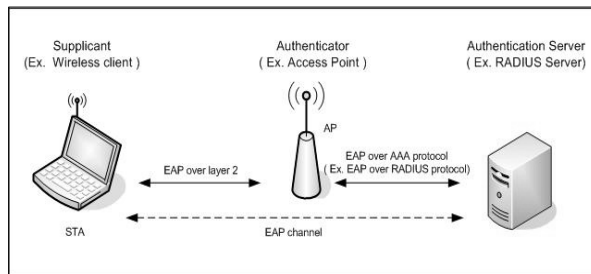 Supplicant
(Ex. Wireless client)
Authenticator
( Ex. Access Point )
Authentication Server
( Ex. RADIUS Server)
AP
EAP over layer 2
EAP over AAA protocol
( Ex. EAP over RADIUS protocol)
STA
EAP channel